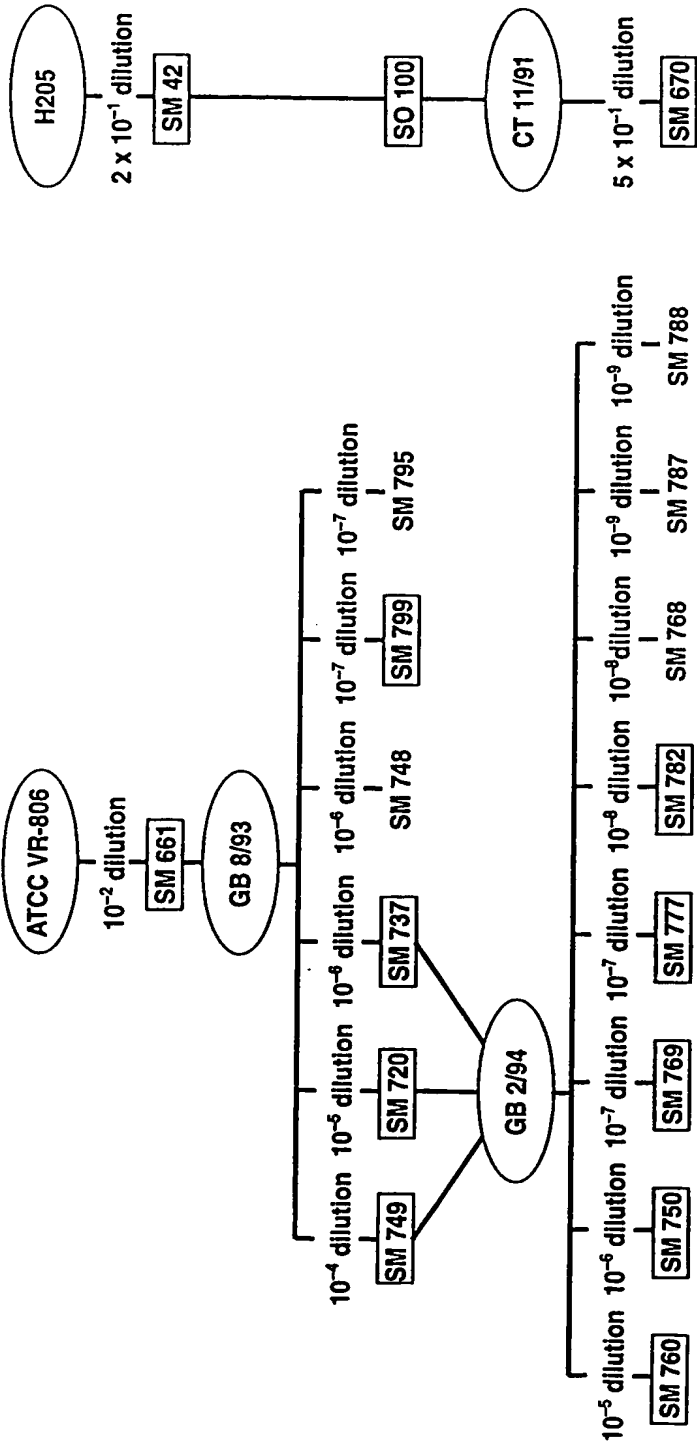 ATCC VR-806
10⁻² dilution
SM 661
GB 8/93
10⁻⁴ dilution
10⁻⁵ dilution
10⁻⁶ dilution
10⁻⁶ dilution
10⁻⁷ dilution
10⁻⁷ dilution
SM 749
SM 720
SM 737
SM 748
SM 799
SM 795
GB 2/94
10⁻⁵ dilution
10⁻⁶ dilution
10⁻⁷ dilution
10⁻⁷ dilution
10⁻⁸ dilution
10⁻⁸dilution
10⁻⁹ dilution
10⁻⁹ dilution
SM 760
SM 750
SM 769
SM 777
SM 782
SM 768
SM 787
SM 788
H205
2 x 10⁻¹ dilution
SM 42
SO 100
CT 11/91
5 x 10⁻¹ dilution
SM 670